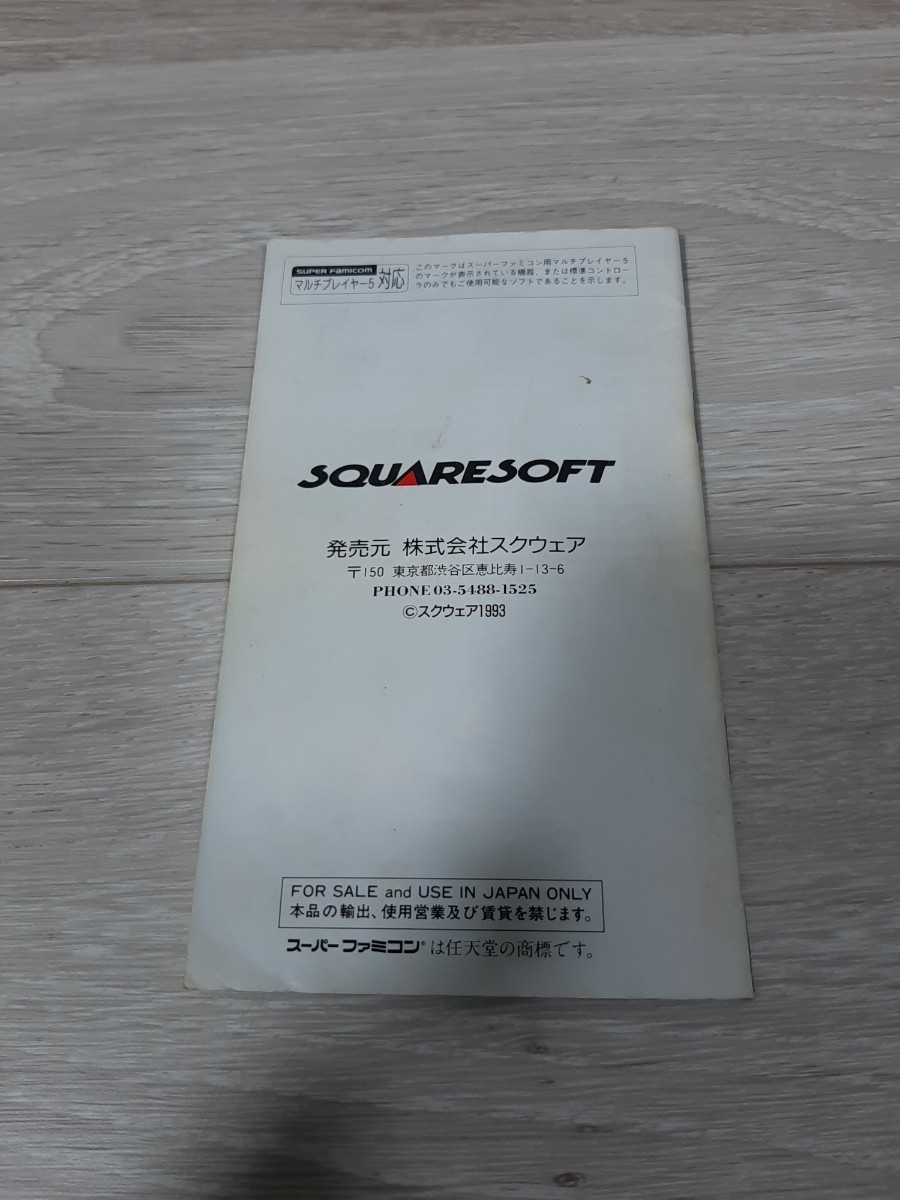 SUPER FAMICOM
マルチプレイヤー5 対応
このマークはスーパーファミコン用マルチプレイヤー5
のマークが表示されている機器、または標準コントロー
ラのみでもご使用可能なソフトであることを示します。
SQUARESOFT
発売元 株式会社スクウェア
〒150 東京都渋谷区恵比寿1-13-6
PHONE 03-5488-1525
©スクウェア1993
FOR SALE and USE IN JAPAN ONLY
本品の輸出、使用営業及び賃貸を禁じます。
スーパーファミコン®は任天堂の商標です。